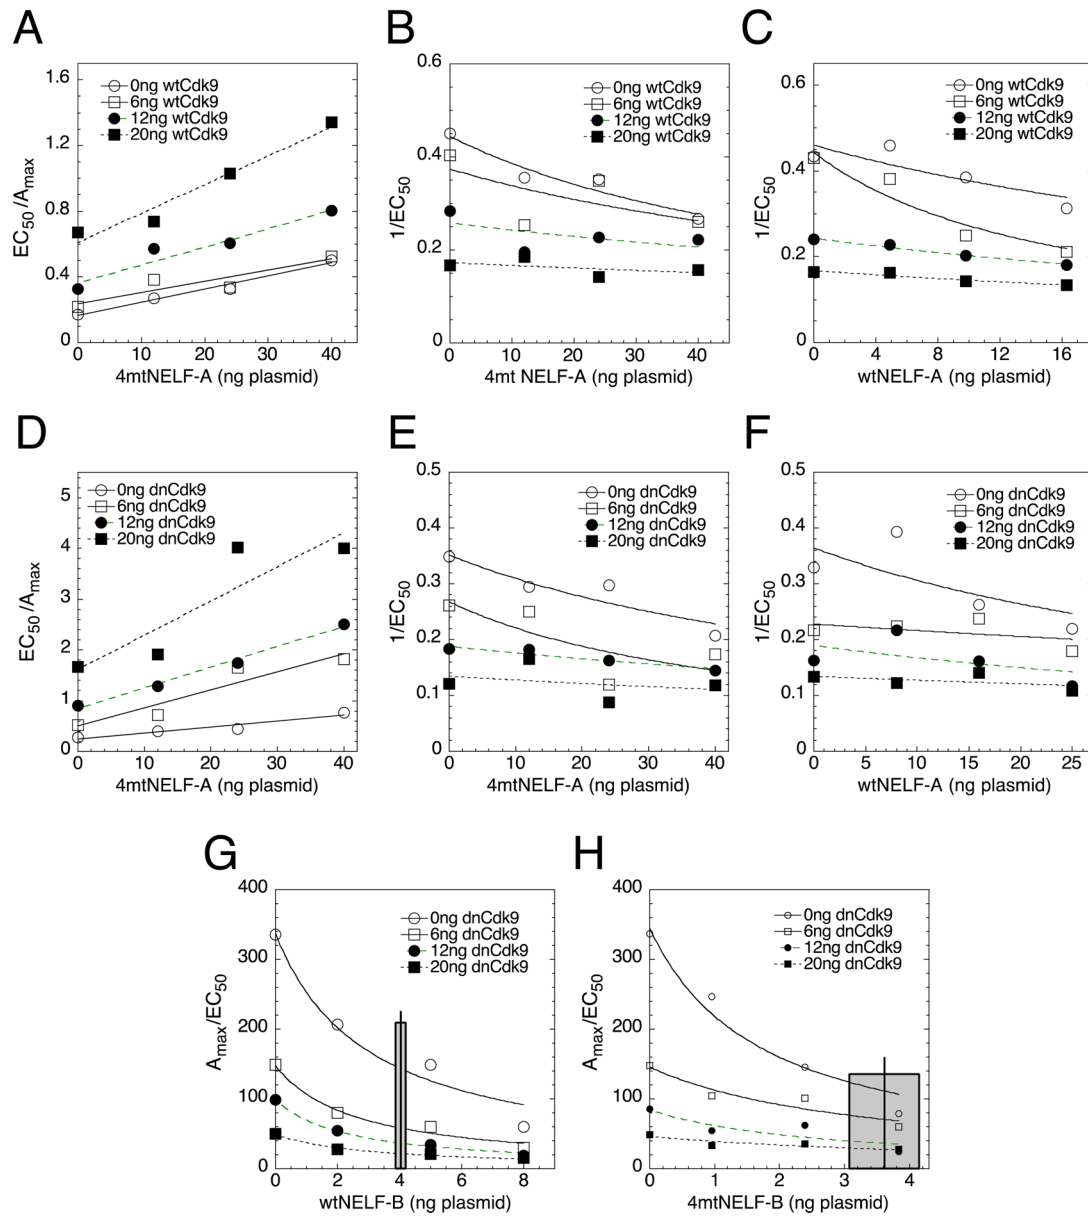 A
EC50/Amax
1.6
1.2
0.8
0.4
0
0ng wtCdk9
6ng wtCdk9
12ng wtCdk9
20ng wtCdk9
0 10 20 30 40
4mtNELF-A (ng plasmid)
B
1/EC50
0.6
0.4
0.2
0
0ng wtCdk9
6ng wtCdk9
12ng wtCdk9
20ng wtCdk9
0 10 20 30 40
4mt NELF-A (ng plasmid)
C
1/EC50
0.6
0.4
0.2
0
0ng wtCdk9
6ng wtCdk9
12ng wtCdk9
20ng wtCdk9
0 4 8 12 16
wtNELF-A (ng plasmid)
D
EC50/Amax
5
4
3
2
1
0
0ng dnCdk9
6ng dnCdk9
12ng dnCdk9
20ng dnCdk9
0 10 20 30 40
4mtNELF-A (ng plasmid)
E
1/EC50
0.5
0.4
0.3
0.2
0.1
0
0ng dnCdk9
6ng dnCdk9
12ng dnCdk9
20ng dnCdk9
0 10 20 30 40
4mtNELF-A (ng plasmid)
F
1/EC50
0.5
0.4
0.3
0.2
0.1
0
0ng dnCdk9
6ng dnCdk9
12ng dnCdk9
20ng dnCdk9
0 5 10 15 20 25
wtNELF-A (ng plasmid)
G
Amax/EC50
400
300
200
100
0
0ng dnCdk9
6ng dnCdk9
12ng dnCdk9
20ng dnCdk9
0 2 4 6 8
wtNELF-B (ng plasmid)
H
Amax/EC50
400
300
200
100
0
0ng dnCdk9
6ng dnCdk9
12ng dnCdk9
20ng dnCdk9
0 1 2 3 4
4mtNELF-B (ng plasmid)